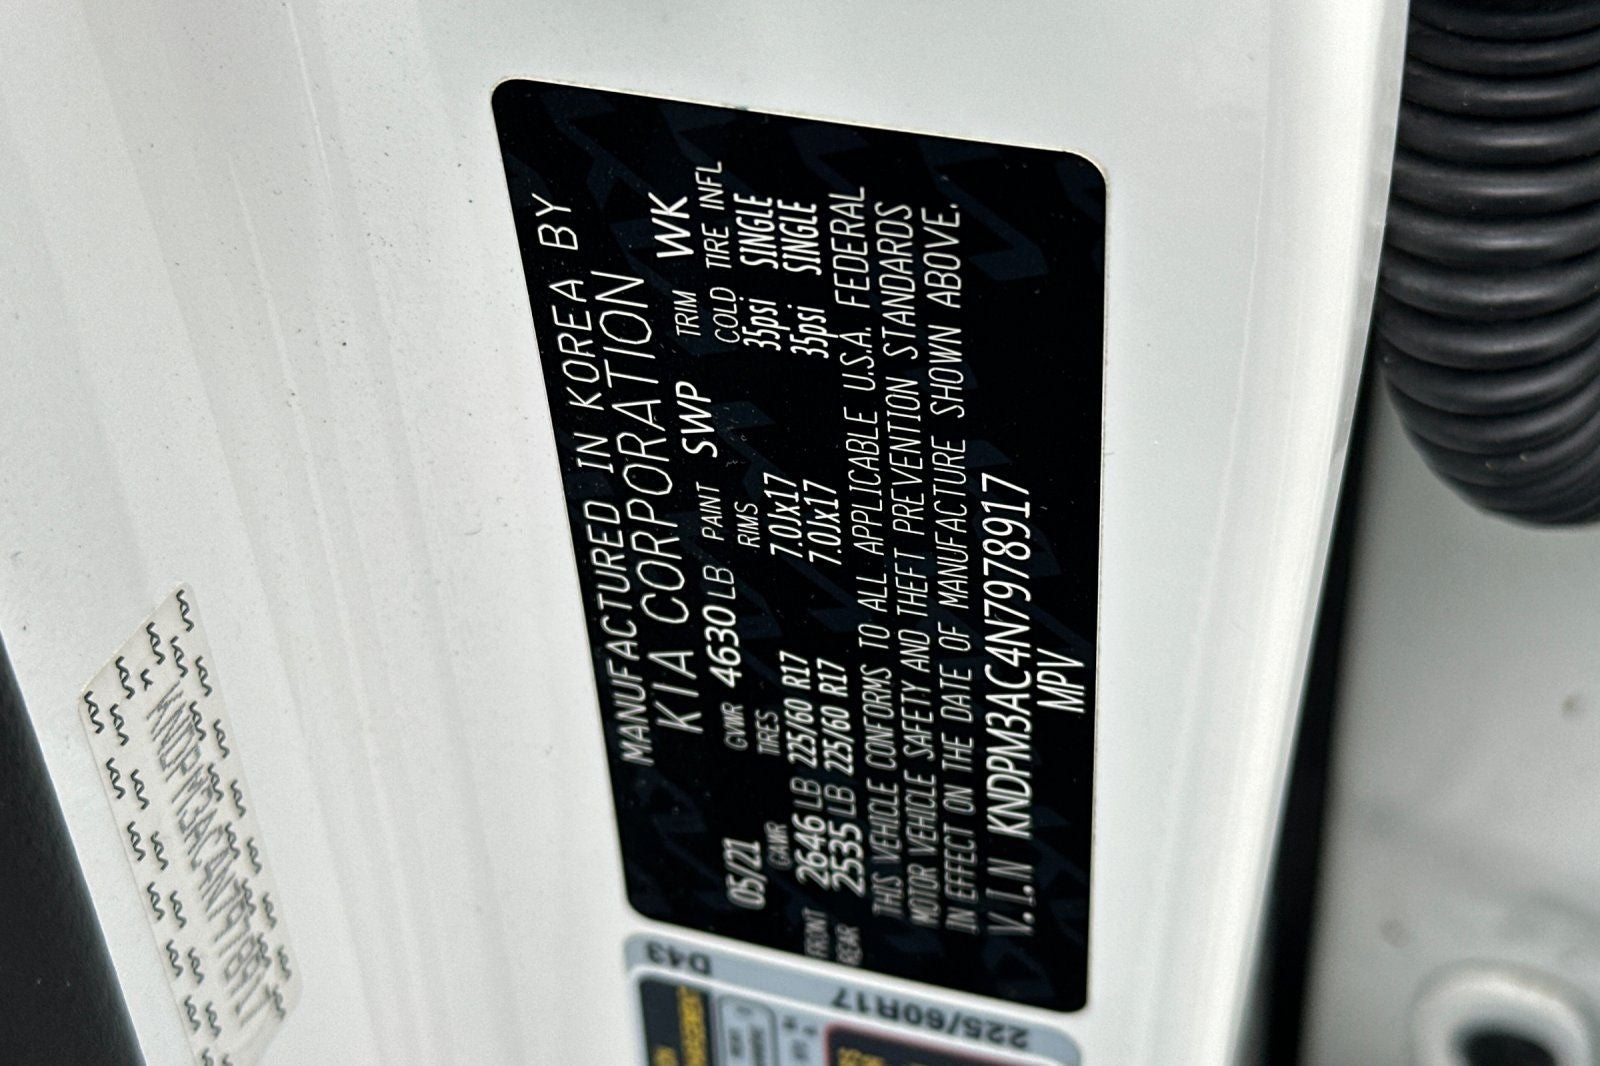 MANUFACTURED IN KOREA BY
KIA CORPORATION
05/21 GVWR 4630 LB PAINT SWP TRIM WK
GAWR TIRES RIMS COLD TIRE INFL
FRONT 2646 LB 225/60 R17 7.0Jx17 35psi SINGLE
REAR 2535 LB 225/60 R17 7.0Jx17 35psi SINGLE
THIS VEHICLE CONFORMS TO ALL APPLICABLE U.S.A. FEDERAL
MOTOR VEHICLE SAFETY AND THEFT PREVENTION STANDARDS
IN EFFECT ON THE DATE OF MANUFACTURE SHOWN ABOVE.
V.I.N KNDPM3AC4N7978917
MPV
KNDPM3AC4N7978917
D43
225/60R17